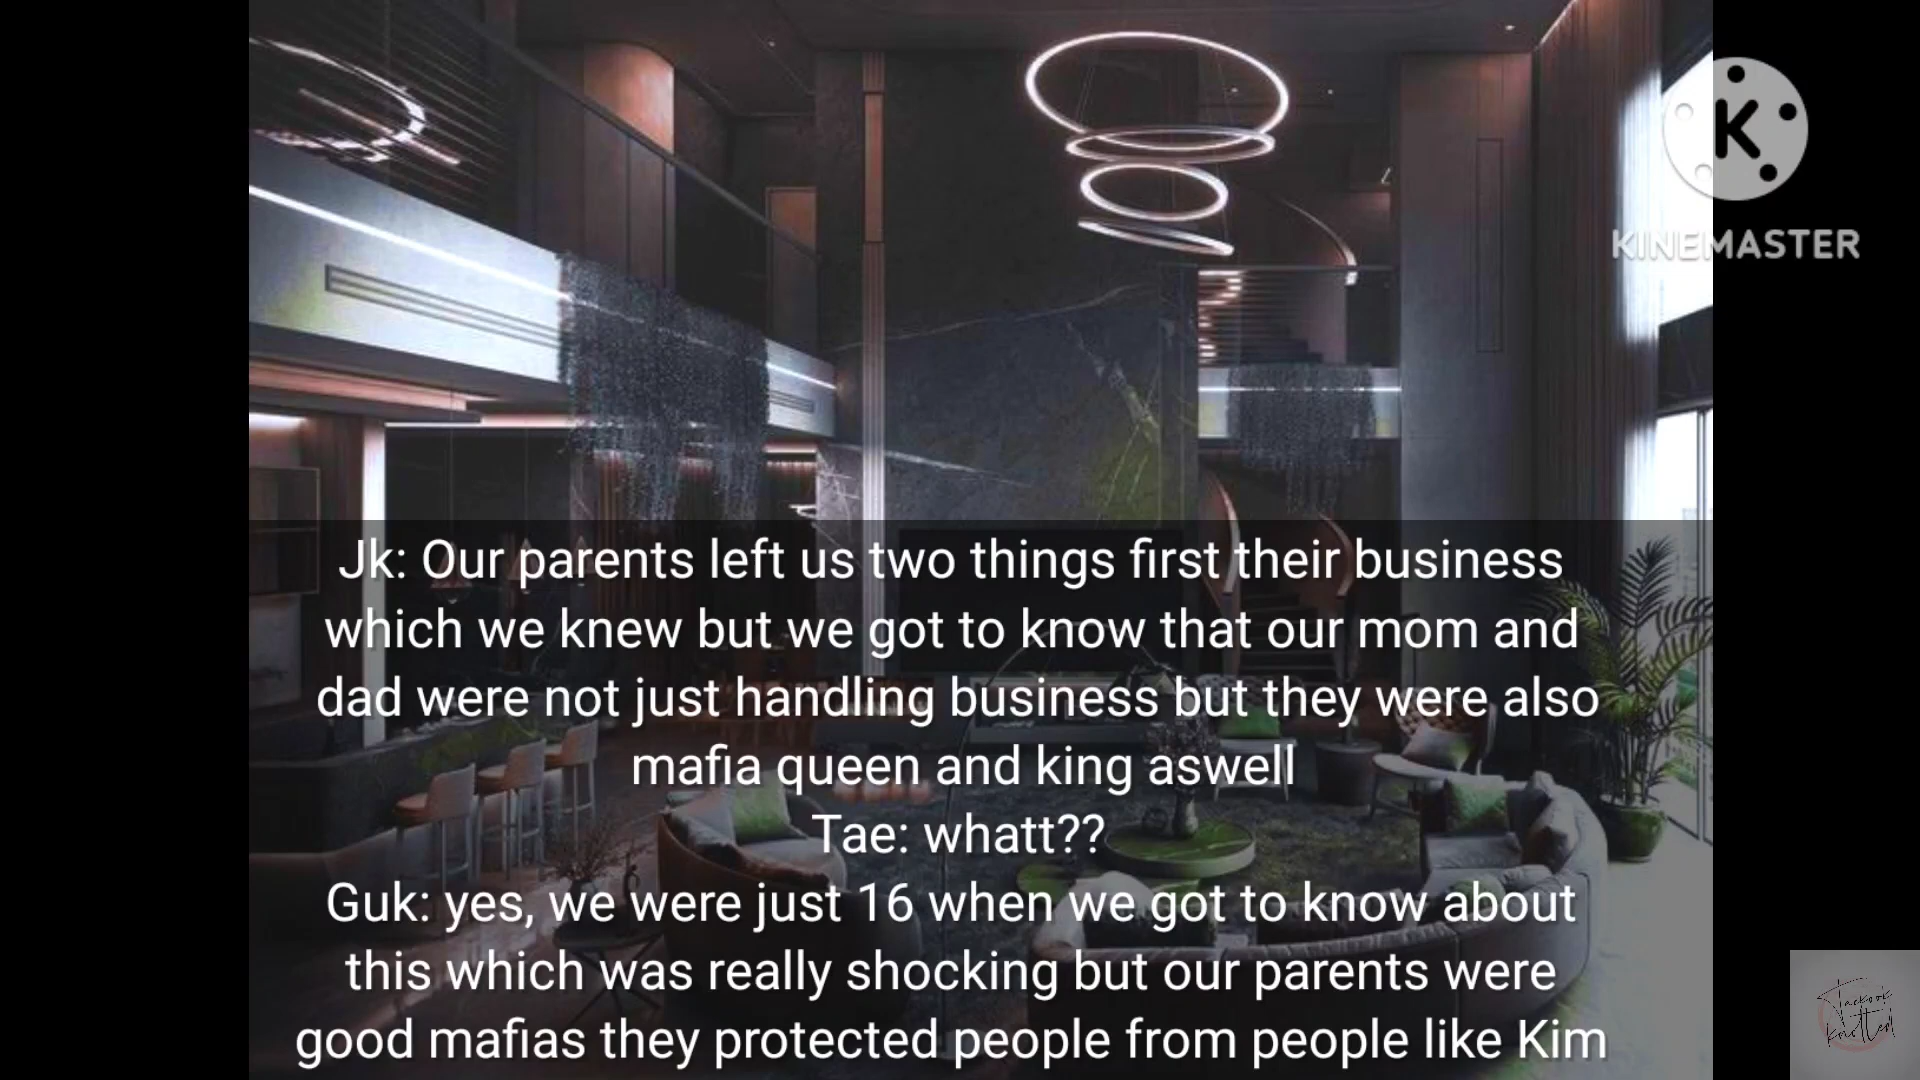 K
KINEMASTER
Jk: Our parents left us two things first their business
which we knew but we got to know that our mom and
dad were not just handling business but they were also
mafia queen and king aswell
Tae: whatt??
Guk: yes, we were just 16 when we got to know about
this which was really shocking but our parents were
good mafias they protected people from people like Kim
Taekook
knotted